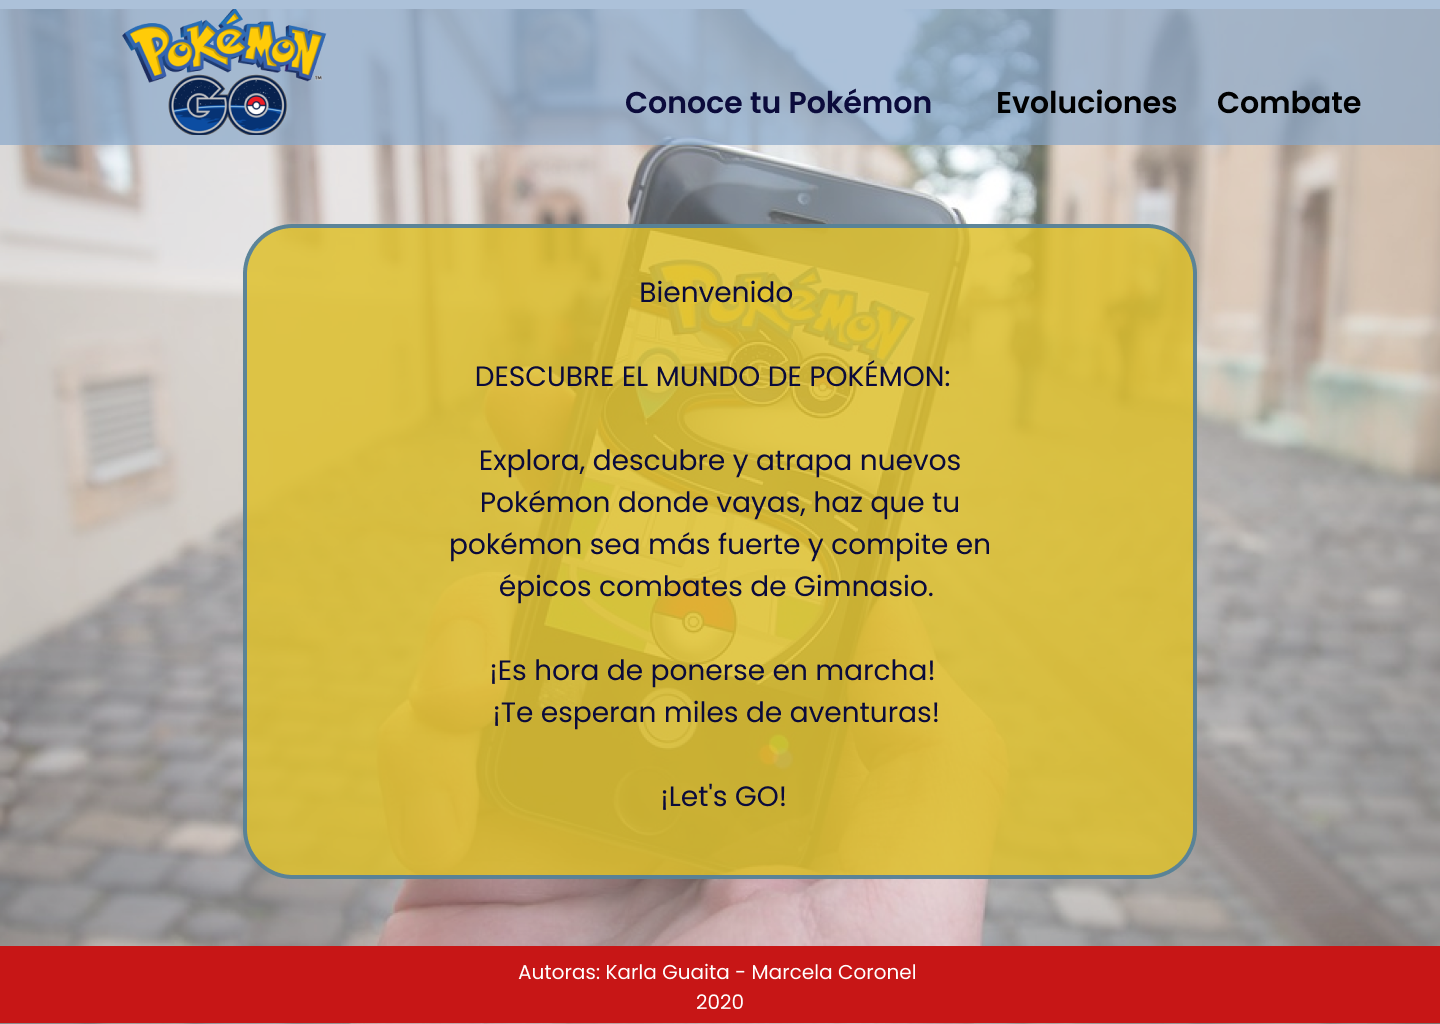 POKÉMON
GO
Conoce tu Pokémon Evoluciones Combate
POKÉMON
GO
Bienvenido
DESCUBRE EL MUNDO DE POKÉMON:
Explora, descubre y atrapa nuevos
Pokémon donde vayas, haz que tu
pokémon sea más fuerte y compite en
épicos combates de Gimnasio.
¡Es hora de ponerse en marcha!
¡Te esperan miles de aventuras!
¡Let's GO!
Autoras: Karla Guaita - Marcela Coronel
2020